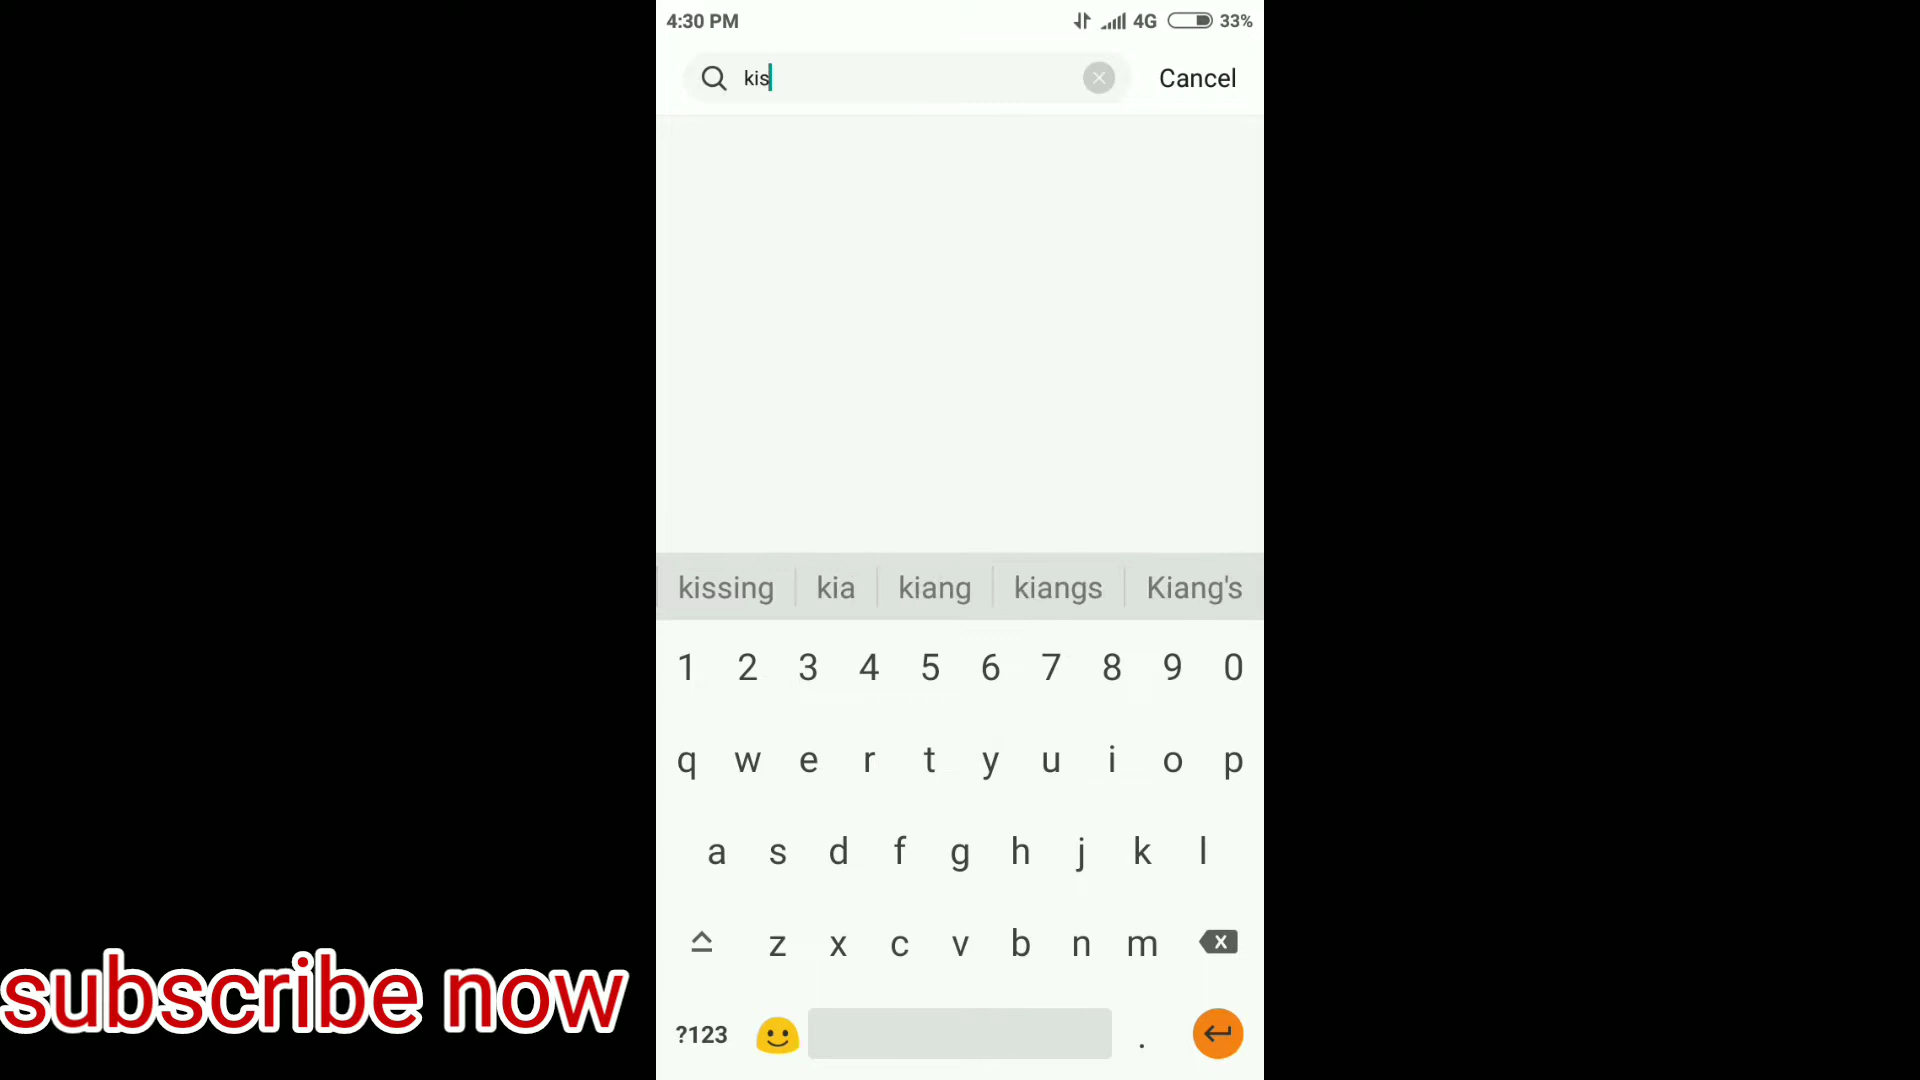 4:30 PM 4G 33%
kis Cancel
kissing kia kiang kiangs Kiang's
1 2 3 4 5 6 7 8 9 0
q w e r t y u i o p
a s d f g h j k l
z x c v b n m
?123 .
subscribe now